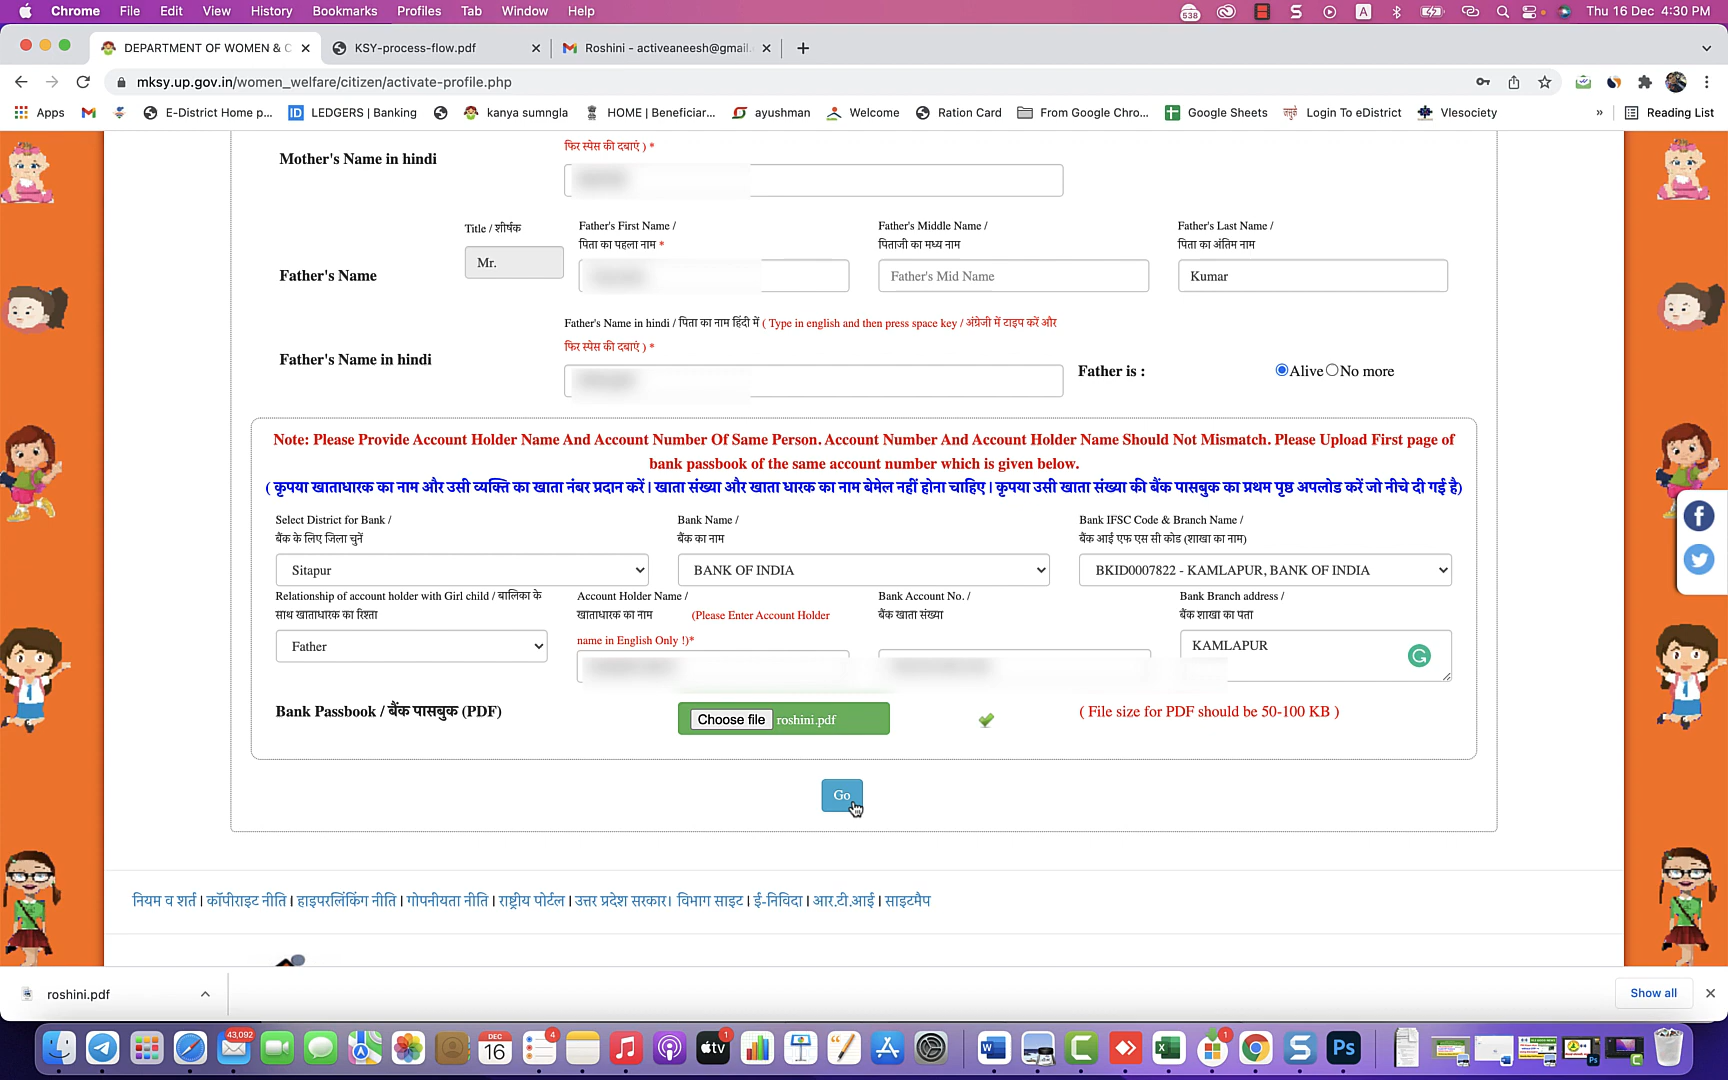 Chrome File Edit View History Bookmarks Profiles Tab Window Help 538 A Thu 16 Dec 4:30 PM
DEPARTMENT OF WOMEN & C KSY-process-flow.pdf Roshini - activeaneesh@gmail.
mksy.up.gov.in/women_welfare/citizen/activate-profile.php
Apps E-District Home p... ID LEDGERS | Banking kanya sumngla HOME | Beneficiar... ayushman Welcome Ration Card From Google Chro... Google Sheets Login To eDistrict Vlesociety » Reading List
फिर स्पेस की दबाएं ) *
Mother's Name in hindi
Title / शीर्षक Father's First Name / Father's Middle Name / Father's Last Name /
पिता का पहला नाम * पिताजी का मध्य नाम पिता का अंतिम नाम
Father's Name Mr. Father's Mid Name Kumar
Father's Name in hindi / पिता का नाम हिंदी में ( Type in english and then press space key / अंग्रेजी में टाइप करें और
फिर स्पेस की दबाएं ) *
Father's Name in hindi Father is : Alive No more
Note: Please Provide Account Holder Name And Account Number Of Same Person. Account Number And Account Holder Name Should Not Mismatch. Please Upload First page of
bank passbook of the same account number which is given below.
( कृपया खाताधारक का नाम और उसी व्यक्ति का खाता नंबर प्रदान करें। खाता संख्या और खाता धारक का नाम बेमेल नहीं होना चाहिए। कृपया उसी खाता संख्या की बैंक पासबुक का प्रथम पृष्ठ अपलोड करें जो नीचे दी गई है)
Select District for Bank / Bank Name / Bank IFSC Code & Branch Name /
बैंक के लिए जिला चुनें बैंक का नाम बैंक आई एफ एस सी कोड (शाखा का नाम)
Sitapur BANK OF INDIA BKID0007822 - KAMLAPUR, BANK OF INDIA
Relationship of account holder with Girl child / बालिका के Account Holder Name / Bank Account No. / Bank Branch address /
साथ खाताधारक का रिश्ता खाताधारक का नाम (Please Enter Account Holder बैंक खाता संख्या बैंक शाखा का पता
name in English Only !)*
Father KAMLAPUR
Bank Passbook / बैंक पासबुक (PDF) Choose file roshini.pdf ( File size for PDF should be 50-100 KB )
Go
नियम व शर्त | कॉपीराइट नीति | हाइपरलिंकिंग नीति | गोपनीयता नीति | राष्ट्रीय पोर्टल | उत्तर प्रदेश सरकार। विभाग साइट | ई-निविदा | आर.टी.आई | साइटमैप
roshini.pdf Show all
43,092 DEC 16 4 tv 1 1 Ps